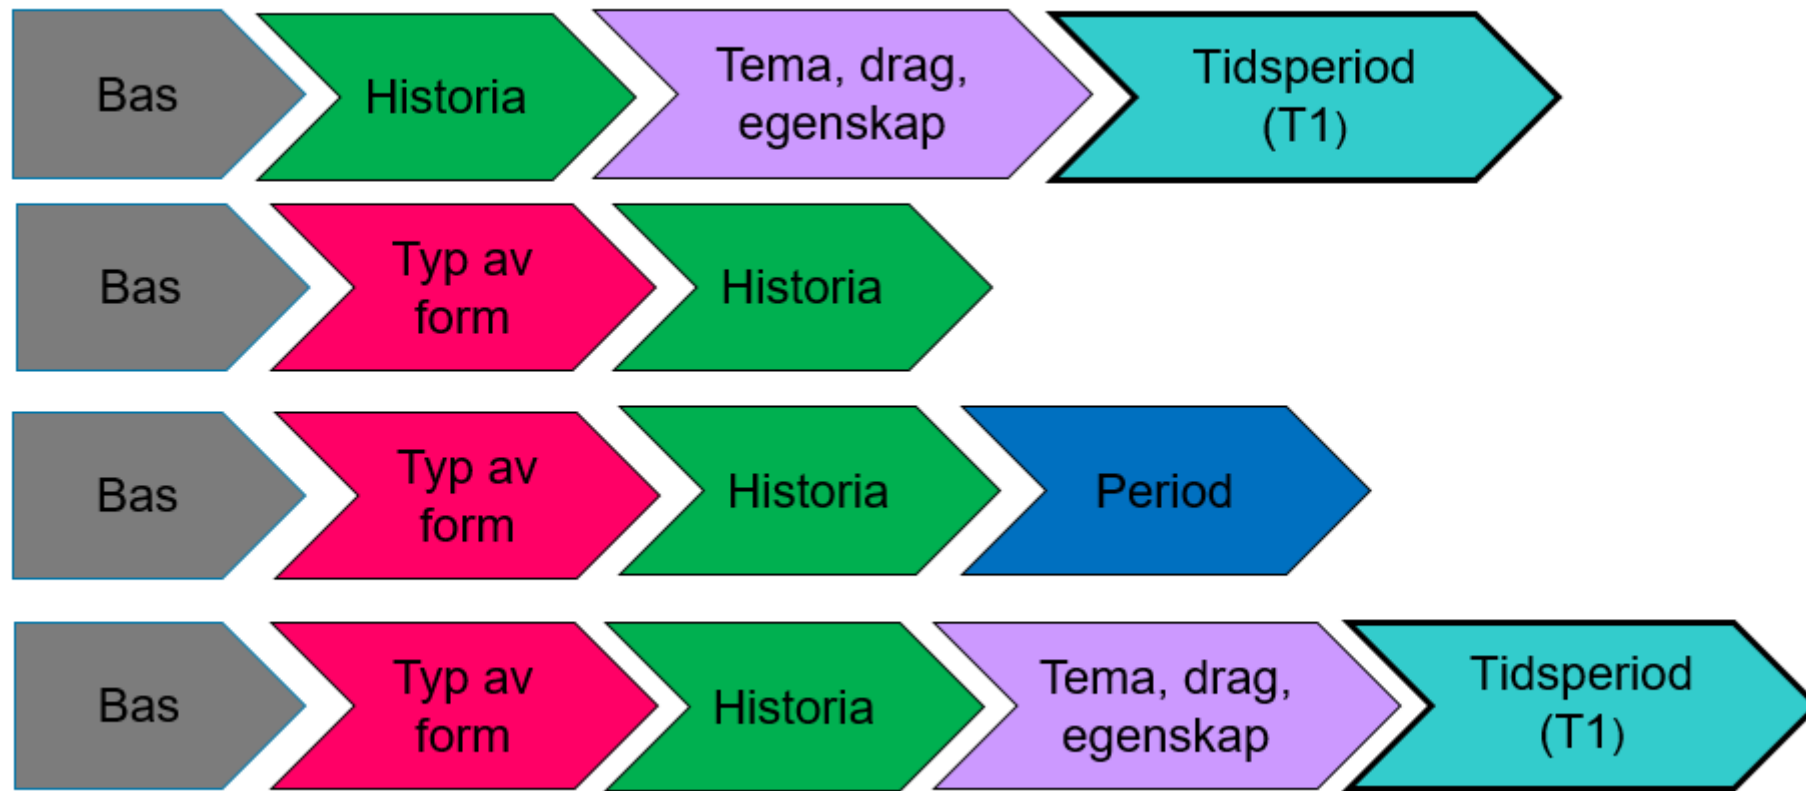 Bas
Historia
Tema, drag,
egenskap
Tidsperiod
(T1)
Bas
Typ av
form
Historia
Bas
Typ av
form
Historia
Period
Bas
Typ av
form
Historia
Tema, drag,
egenskap
Tidsperiod
(T1)